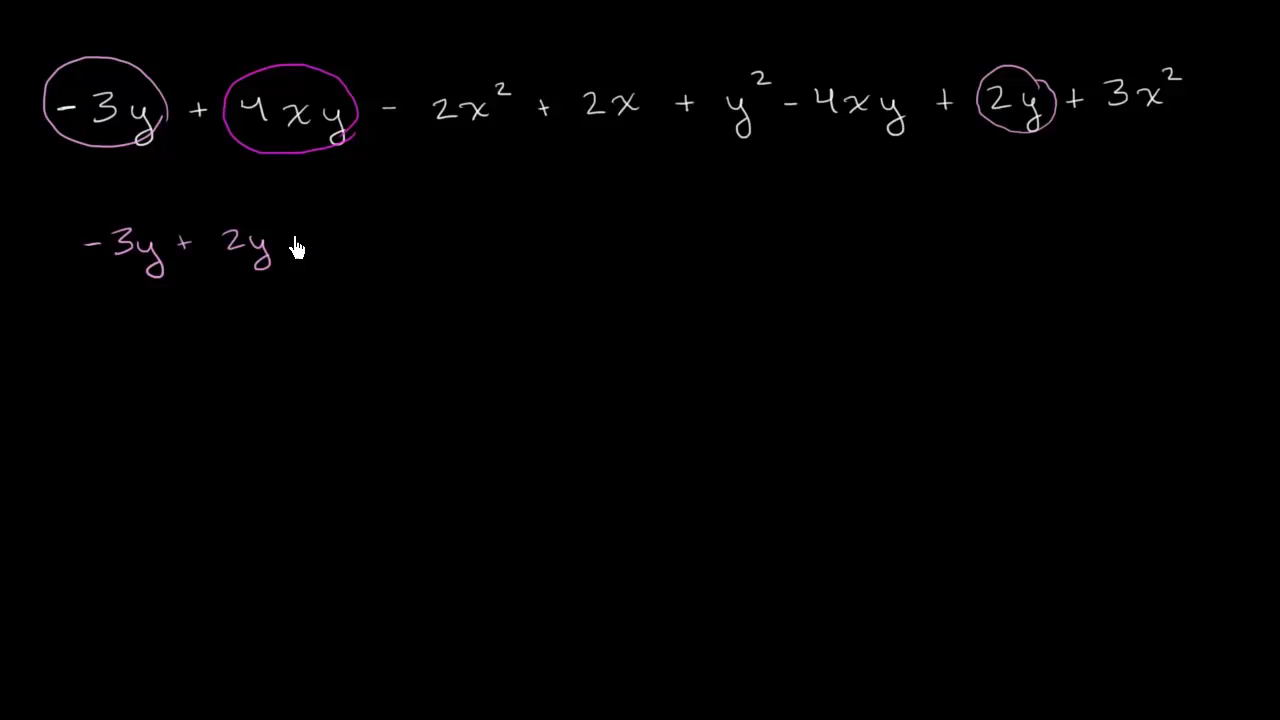 -3y + 4xy - 2x² + 2x + y² - 4xy + 2y + 3x²
-3y + 2y